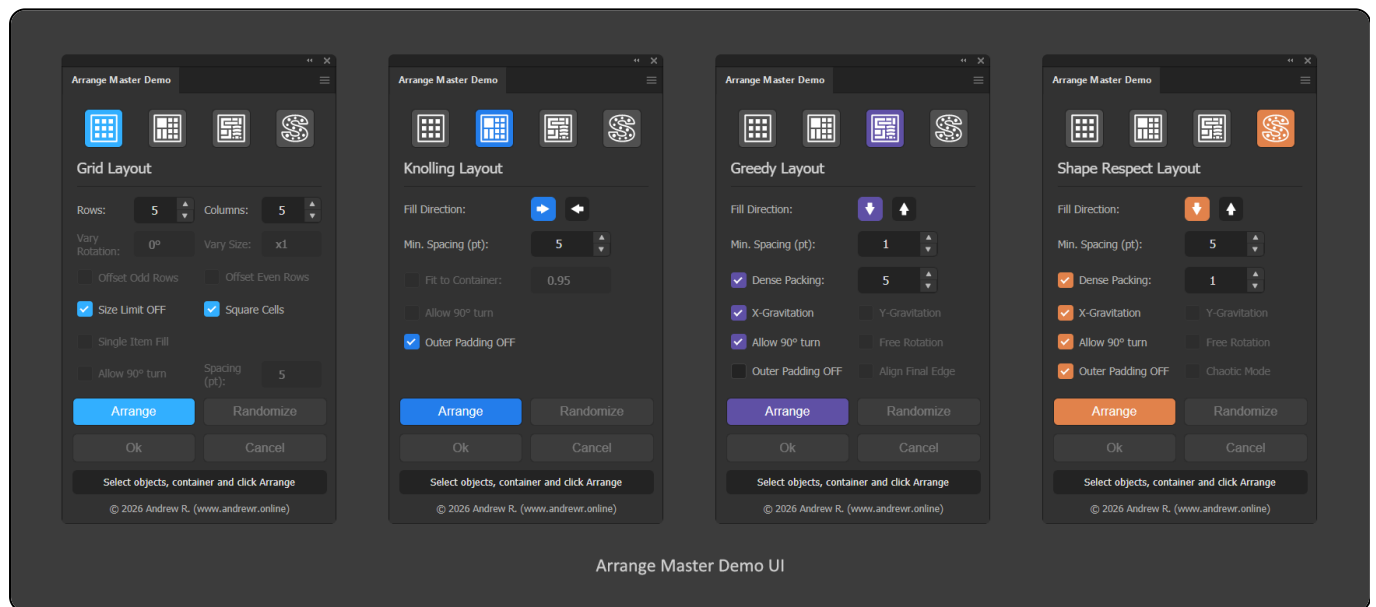 Arrange Master Demo
Grid Layout
Rows: 5 Columns: 5
Vary Rotation: 0° Vary Size: x1
Offset Odd Rows Offset Even Rows
Size Limit OFF Square Cells
Single Item Fill
Allow 90° turn Spacing (pt): 5
Arrange Randomize
Ok Cancel
Select objects, container and click Arrange
© 2026 Andrew R. (www.andrewr.online)
Arrange Master Demo
Knolling Layout
Fill Direction:
Min. Spacing (pt): 5
Fit to Container: 0.95
Allow 90° turn
Outer Padding OFF
Arrange Randomize
Ok Cancel
Select objects, container and click Arrange
© 2026 Andrew R. (www.andrewr.online)
Arrange Master Demo
Greedy Layout
Fill Direction:
Min. Spacing (pt): 1
Dense Packing: 5
X-Gravitation Y-Gravitation
Allow 90° turn Free Rotation
Outer Padding OFF Align Final Edge
Arrange Randomize
Ok Cancel
Select objects, container and click Arrange
© 2026 Andrew R. (www.andrewr.online)
Arrange Master Demo
Shape Respect Layout
Fill Direction:
Min. Spacing (pt): 5
Dense Packing: 1
X-Gravitation Y-Gravitation
Allow 90° turn Free Rotation
Outer Padding OFF Chaotic Mode
Arrange Randomize
Ok Cancel
Select objects, container and click Arrange
© 2026 Andrew R. (www.andrewr.online)
Arrange Master Demo UI